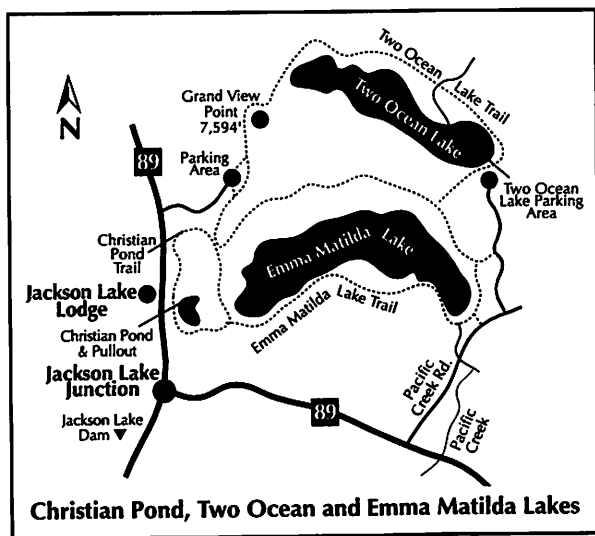 Two Ocean
Lake Trail
Two Ocean Lake
Grand View
Point
7,594'
N
89
Parking
Area
Two Ocean
Lake Parking
Area
Christian
Pond
Trail
Emma Matilda Lake
Jackson Lake
Lodge
Emma Matilda Lake Trail
Christian Pond
& Pullout
Jackson Lake
Junction
Pacific
Creek Rd.
89
Jackson Lake
Dam
Pacific
Creek
Christian Pond, Two Ocean and Emma Matilda Lakes